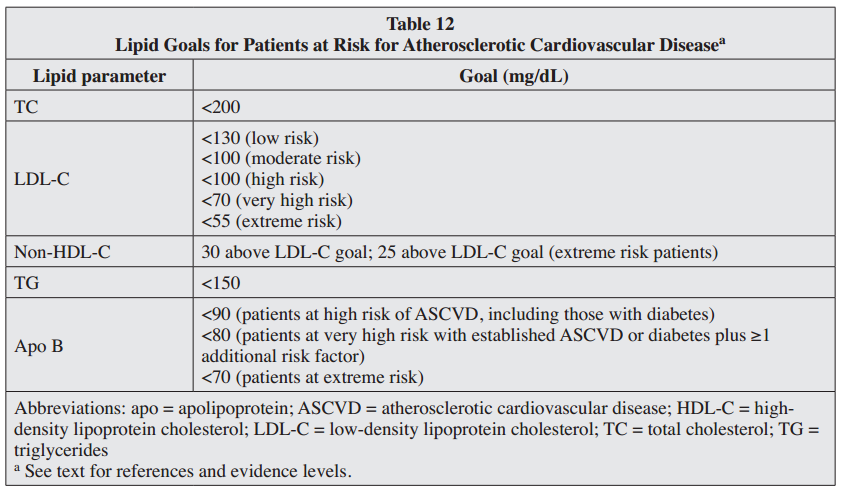 Table 12
Lipid Goals for Patients at Risk for Atherosclerotic Cardiovascular Diseaseᵃ
Lipid parameter Goal (mg/dL)
TC <200
<130 (low risk)
<100 (moderate risk)
LDL-C <100 (high risk)
<70 (very high risk)
<55 (extreme risk)
Non-HDL-C 30 above LDL-C goal; 25 above LDL-C goal (extreme risk patients)
TG <150
<90 (patients at high risk of ASCVD, including those with diabetes)
Apo B <80 (patients at very high risk with established ASCVD or diabetes plus ≥1
additional risk factor)
<70 (patients at extreme risk)
Abbreviations: apo = apolipoprotein; ASCVD = atherosclerotic cardiovascular disease; HDL-C = high-
density lipoprotein cholesterol; LDL-C = low-density lipoprotein cholesterol; TC = total cholesterol; TG =
triglycerides
ᵃ See text for references and evidence levels.